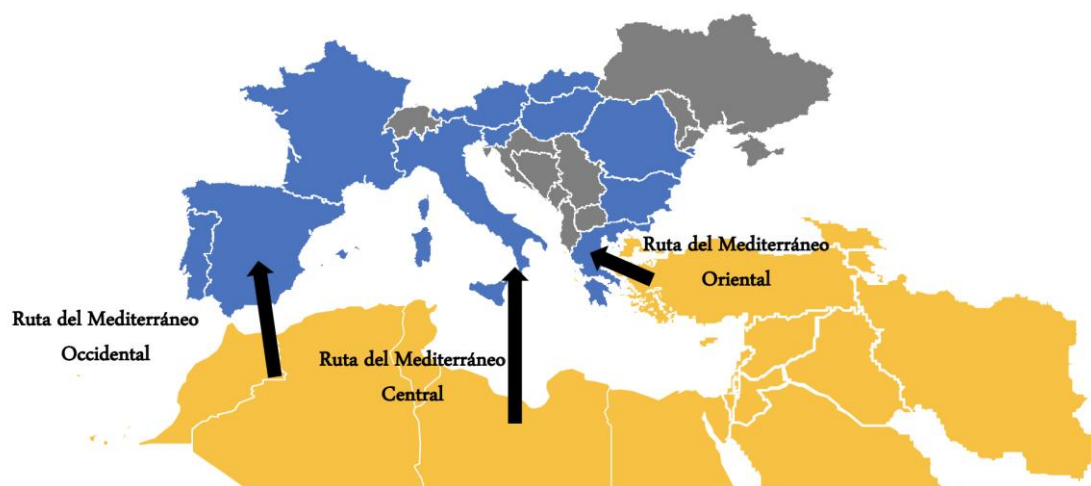 Ruta del Mediterráneo
Oriental
Ruta del Mediterráneo
Occidental
Ruta del Mediterráneo
Central